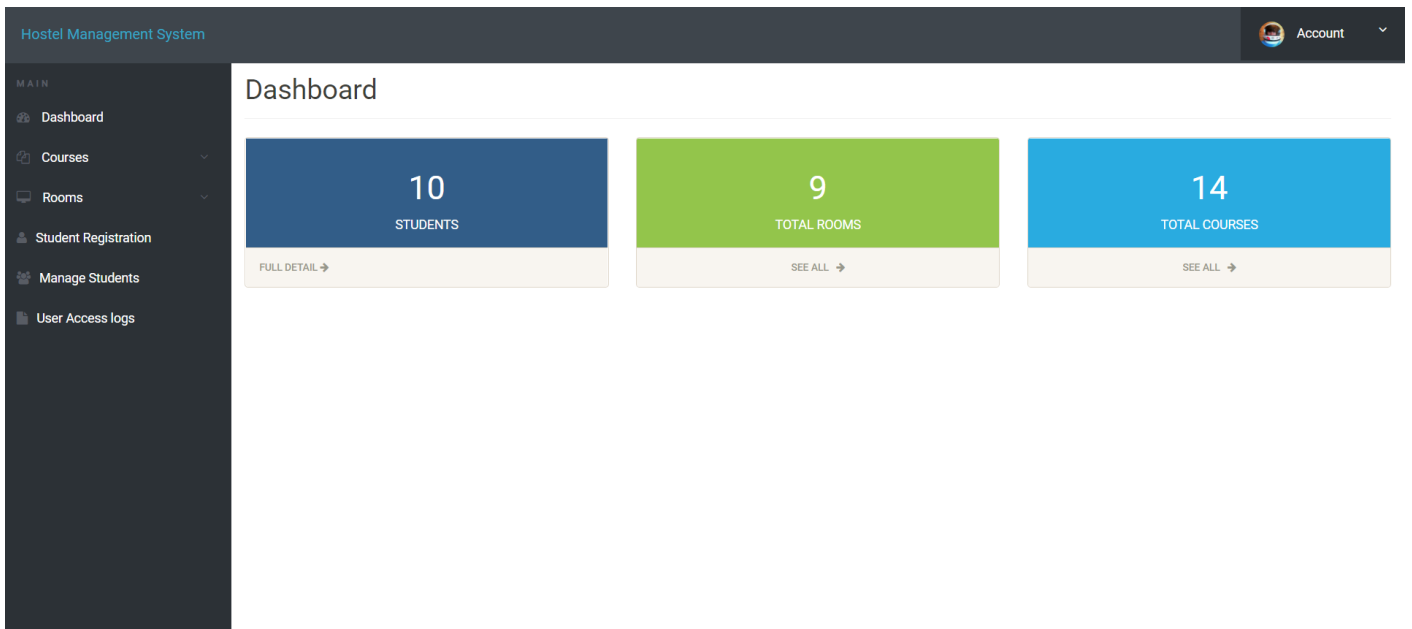 Hostel Management System
Account
MAIN
Dashboard
Courses
Rooms
Student Registration
Manage Students
User Access logs
Dashboard
10
STUDENTS
FULL DETAIL
9
TOTAL ROOMS
SEE ALL
14
TOTAL COURSES
SEE ALL